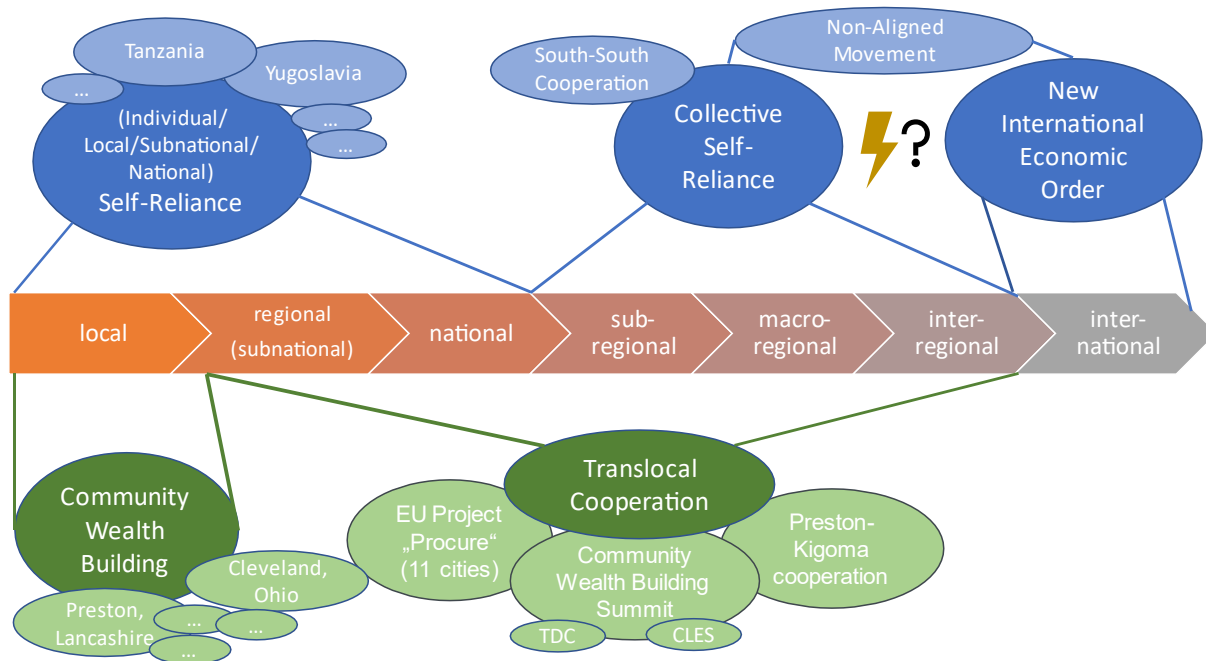 Tanzania
Yugoslavia
...
...
...
(Individual/
Local/Subnational/
National)
Self-Reliance
South-South
Cooperation
Non-Aligned
Movement
Collective
Self-
Reliance
?
New
International
Economic
Order
local
regional
(subnational)
national
sub-
regional
macro-
regional
inter-
regional
inter-
national
Community
Wealth
Building
Cleveland,
Ohio
Preston,
Lancashire
...
...
...
Translocal
Cooperation
EU Project
„Procure“
(11 cities)
Community
Wealth Building
Summit
TDC
CLES
Preston-
Kigoma
cooperation